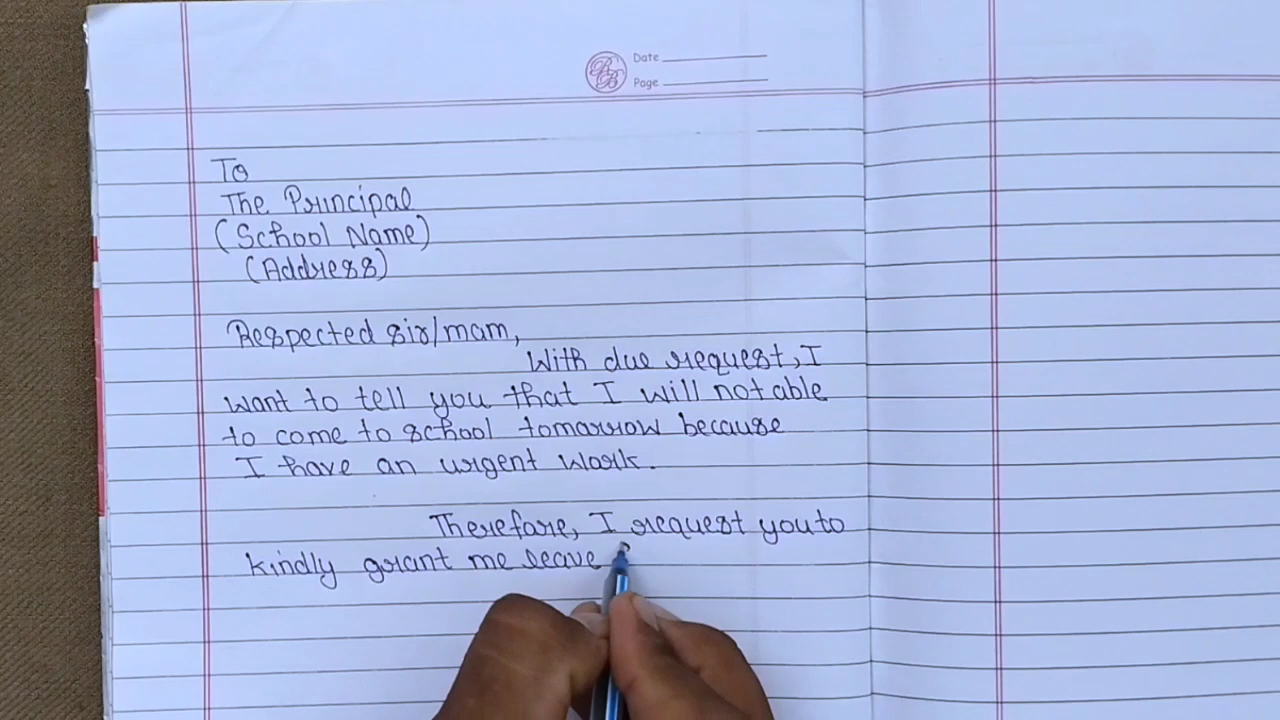 Date
Page
To
The Principal
(School Name)
(Address)
Respected sir/mam,
With due request, I
want to tell you that I will not able
to come to school tomorrow because
I have an urgent work.
Therefore, I request you to
kindly grant me leave